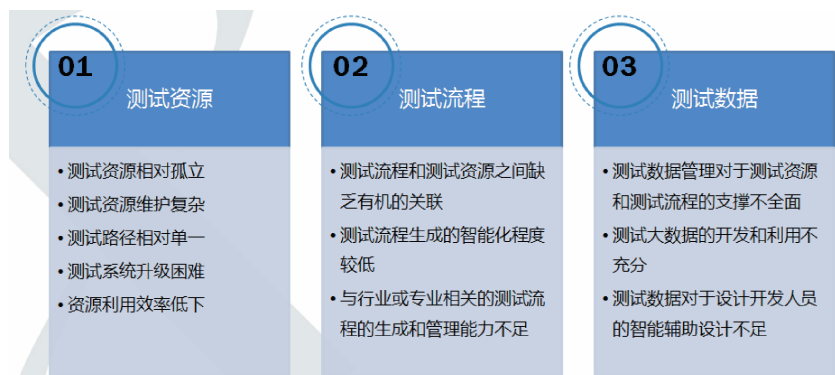 01
测试资源
• 测试资源相对孤立
• 测试资源维护复杂
• 测试路径相对单一
• 测试系统升级困难
• 资源利用效率低下
02
测试流程
• 测试流程和测试资源之间缺
乏有机的关联
• 测试流程生成的智能化程度
较低
• 与行业或专业相关的测试流
程的生成和管理能力不足
03
测试数据
• 测试数据管理对于测试资源
和测试流程的支撑不全面
• 测试大数据的开发和利用不
充分
• 测试数据对于设计开发人员
的智能辅助设计不足